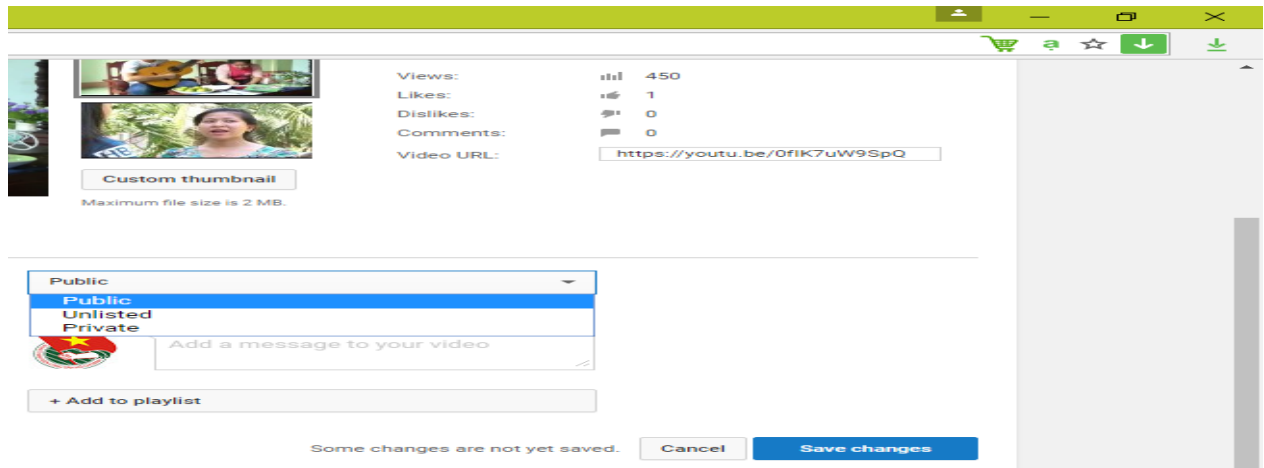 Views: 450
Likes: 1
Dislikes: 0
Comments: 0
Video URL: https://youtu.be/0fIK7uW9SpQ
Custom thumbnail
Maximum file size is 2 MB.
Public
Public
Unlisted
Private
Add a message to your video
+ Add to playlist
Some changes are not yet saved. Cancel Save changes